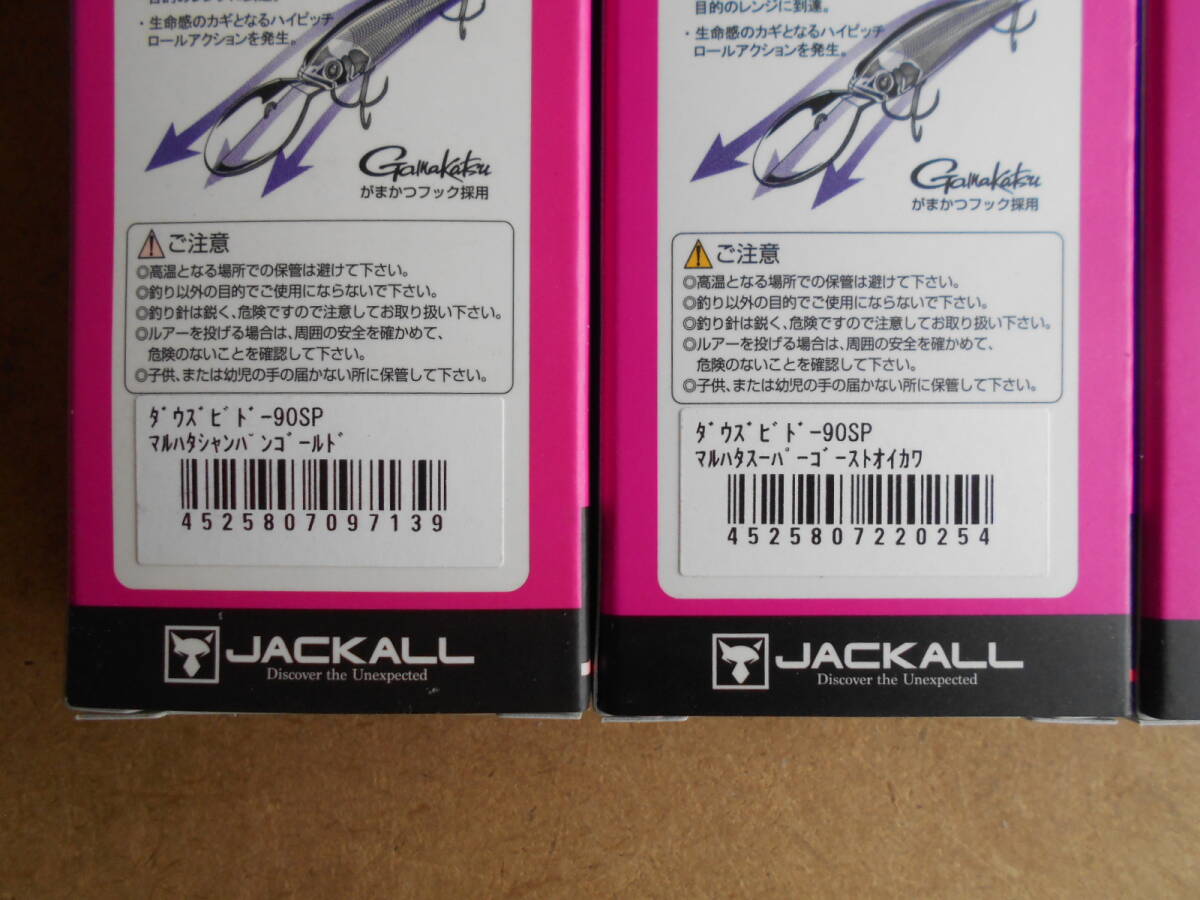 ・生命感のカギとなるハイピッチ
ロールアクションを発生。
Gamakatsu
がまかつフック採用
ご注意
◎高温となる場所での保管は避けて下さい。
◎釣り以外の目的でご使用にならないで下さい。
◎釣り針は鋭く、危険ですので注意してお取り扱い下さい。
◎ルアーを投げる場合は、周囲の安全を確かめて、
危険のないことを確認して下さい。
◎子供、または幼児の手の届かない所に保管して下さい。
ﾀﾞｳｽﾞﾋﾞﾄﾞｰ90SP
ﾏﾙﾊﾀｼｬﾝﾊﾟﾝｺﾞｰﾙﾄﾞ
4525807097139
JACKALL
Discover the Unexpected
目的のレンジに到達。
・生命感のカギとなるハイピッチ
ロールアクションを発生。
Gamakatsu
がまかつフック採用
ご注意
◎高温となる場所での保管は避けて下さい。
◎釣り以外の目的でご使用にならないで下さい。
◎釣り針は鋭く、危険ですので注意してお取り扱い下さい。
◎ルアーを投げる場合は、周囲の安全を確かめて、
危険のないことを確認して下さい。
◎子供、または幼児の手の届かない所に保管して下さい。
ﾀﾞｳｽﾞﾋﾞﾄﾞｰ90SP
ﾏﾙﾊﾀｽｰﾊﾟｰｺﾞｰｽﾄｵｲｶﾜ
4525807220254
JACKALL
Discover the Unexpected